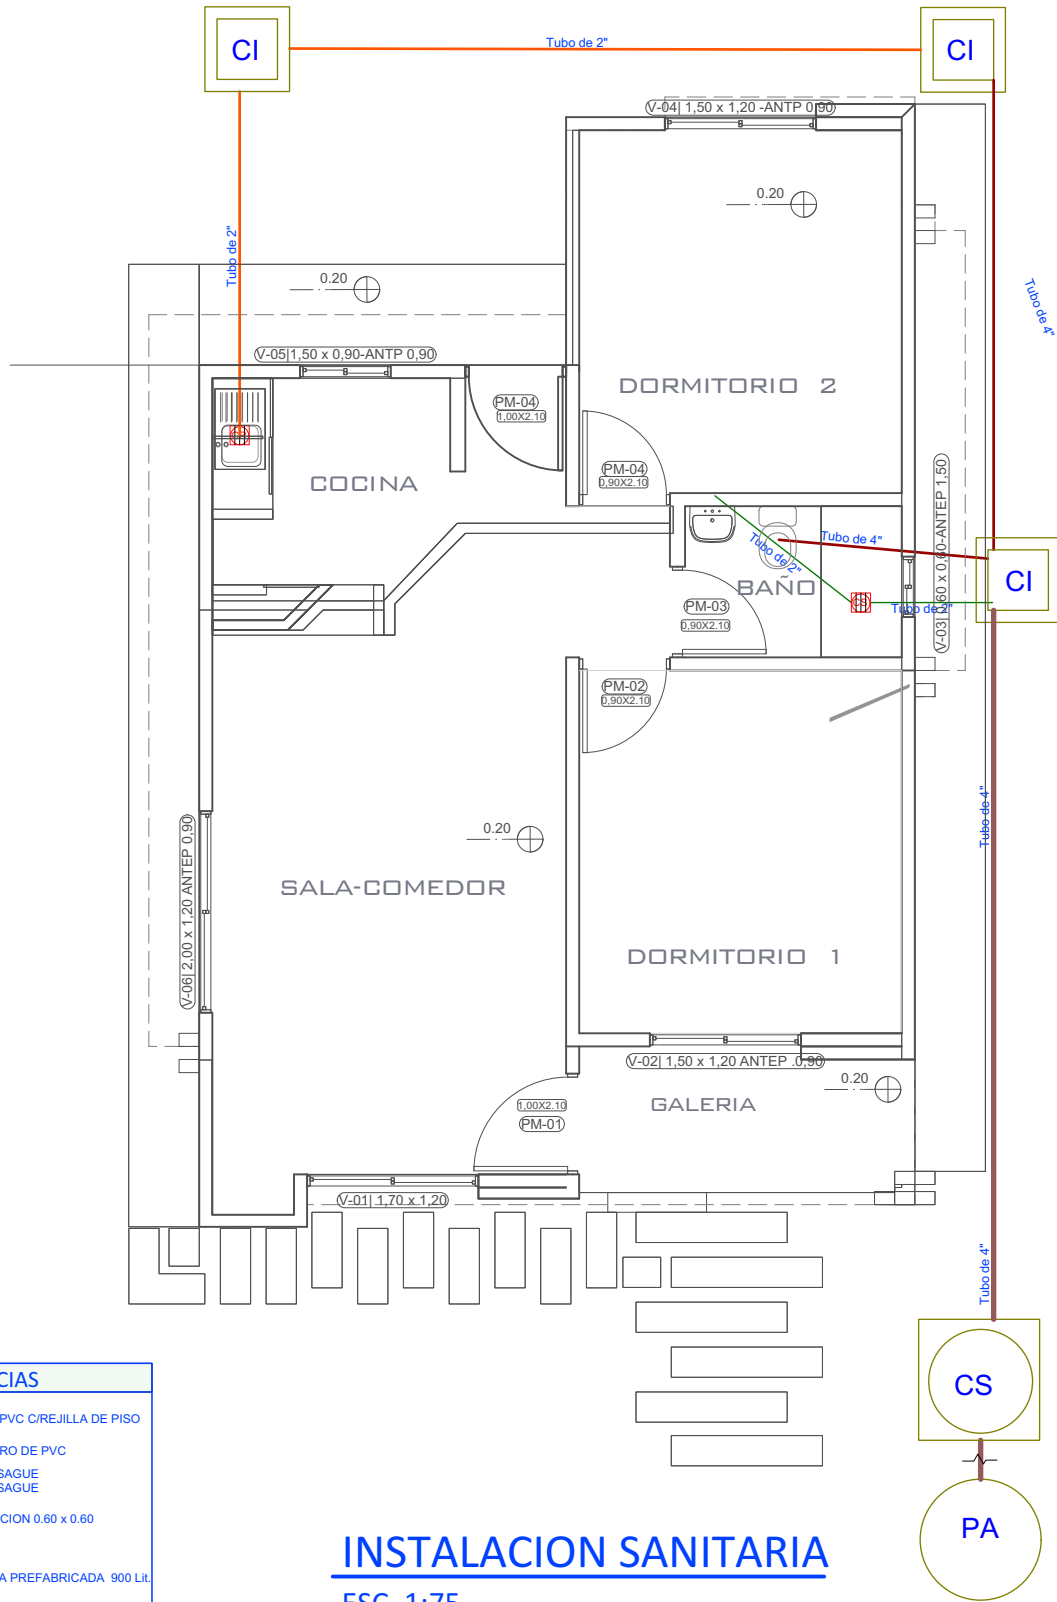 CI
Tubo de 2"
CI
V-04| 1,50 x 1,20 -ANTP 0,90
0.20
Tubo de 2"
0.20
Tubo de 4"
V-05|1,50 x 0,90-ANTP 0,90
DORMITORIO 2
PM-04
1,00X2.10
COCINA
PM-04
0,90X2.10
V-03| 0,60 x 0,60-ANTEP 1,50
Tubo de 4"
Tubo de 2"
CI
BAÑO
PM-03
0,90X2.10
CS
Tubo de 2"
PM-02
0,90X2.10
V-06| 2,00 x 1,20 ANTEP 0,90
0.20
Tubo de 4"
SALA-COMEDOR
DORMITORIO 1
V-02| 1,50 x 1,20 ANTEP .0,90
0.20
1,00X2.10
PM-01
GALERIA
V-01| 1,70 x 1,20
Tubo de 4"
CS
CIAS
PVC C/REJILLA DE PISO
RO DE PVC
SAGUE
SAGUE
CION 0.60 x 0.60
A PREFABRICADA 900 Lit.
PA
INSTALACION SANITARIA
ESC 1:75